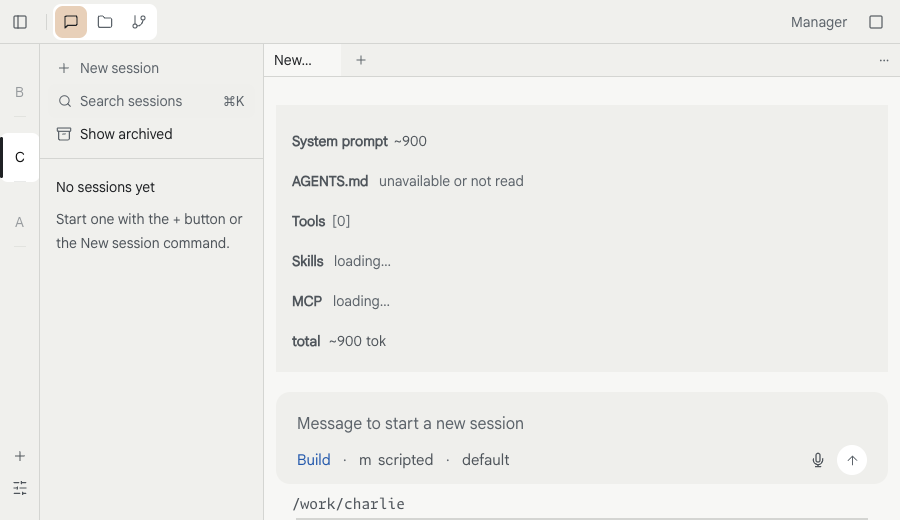 Manager
B
C
A
New session
Search sessions ⌘K
Show archived
No sessions yet
Start one with the + button or
the New session command.
New...
System prompt ~900
AGENTS.md unavailable or not read
Tools [0]
Skills loading...
MCP loading...
total ~900 tok
Message to start a new session
Build · m scripted · default
/work/charlie